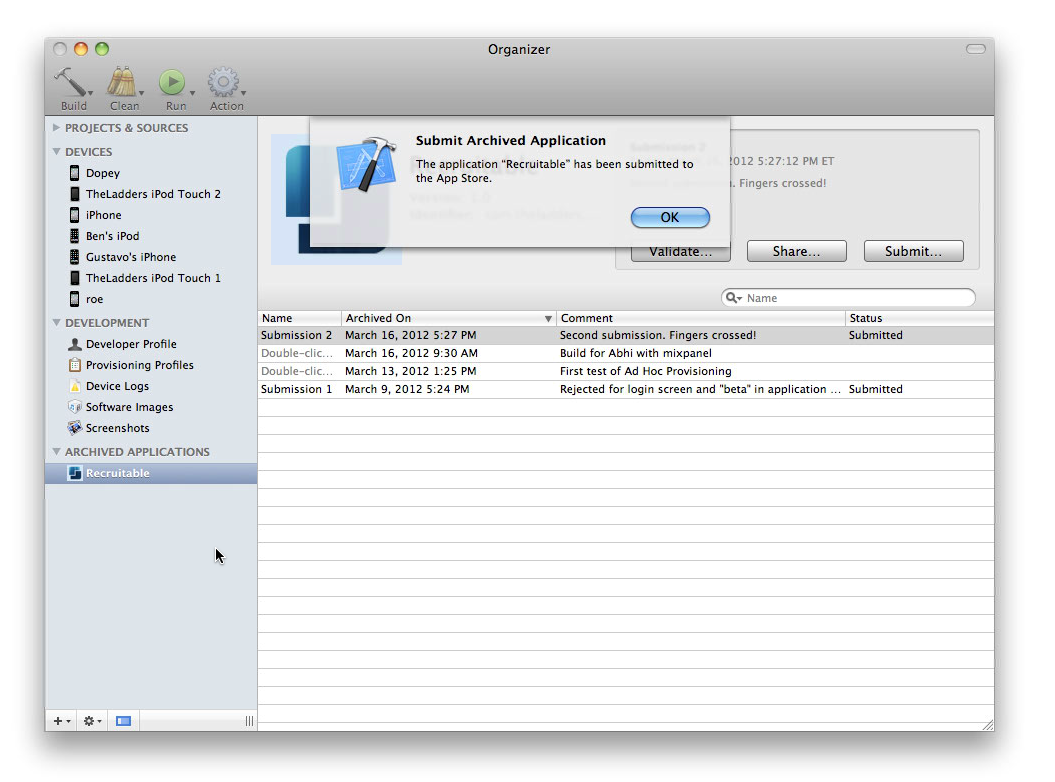 Organizer
Build
Clean
Run
Action
PROJECTS & SOURCES
DEVICES
Dopey
TheLadders iPod Touch 2
iPhone
Ben's iPod
Gustavo's iPhone
TheLadders iPod Touch 1
roe
DEVELOPMENT
Developer Profile
Provisioning Profiles
Device Logs
Software Images
Screenshots
ARCHIVED APPLICATIONS
Recruitable
Submit Archived Application
The application "Recruitable" has been submitted to
the App Store.
OK
Submission 2
2012 5:27:12 PM ET
Fingers crossed!
Validate...
Share...
Submit...
Name
Name Archived On Comment Status
Submission 2 March 16, 2012 5:27 PM Second submission. Fingers crossed! Submitted
Double-clic... March 16, 2012 9:30 AM Build for Abhi with mixpanel
Double-clic... March 13, 2012 1:25 PM First test of Ad Hoc Provisioning
Submission 1 March 9, 2012 5:24 PM Rejected for login screen and "beta" in application ... Submitted